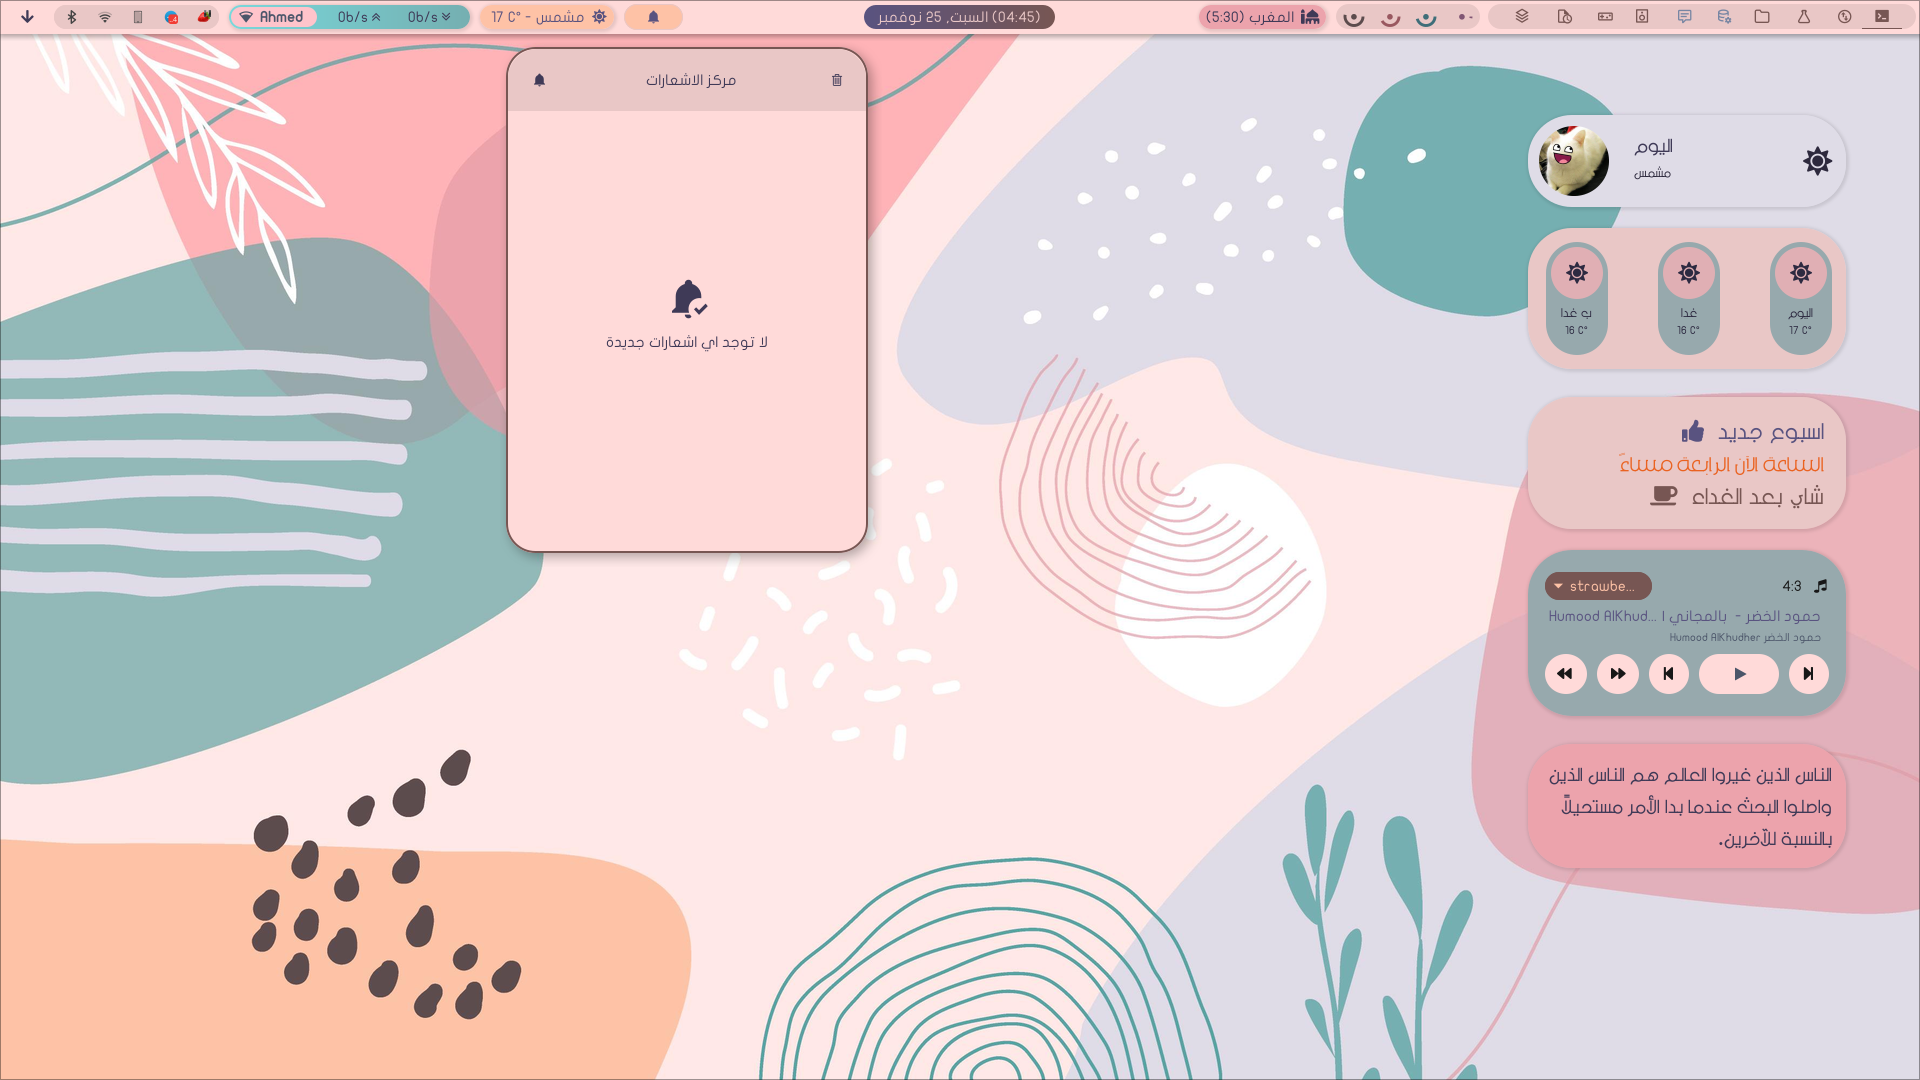 المغرب (5:30)
(04:45) السبت, 25 نوفمبر
مشمس - 17 C°
0b/s
0b/s
Ahmed
مركز الاشعارات
لا توجد اي اشعارات جديدة
اليوم
مشمس
اليوم
17 C°
غدا
16 C°
ب غدا
16 C°
اسبوع جديد
الساعة الآن الرابعة مساءً
شاي بعد الغداء
4:3
strawbe...
حمود الخضر - بالمجاني | Humood AlKhud...
حمود الخضر Humood AlKhudher
الناس الذين غيروا العالم هم الناس الذين
واصلوا البحث عندما بدا الأمر مستحيلاً
بالنسبة للآخرين.